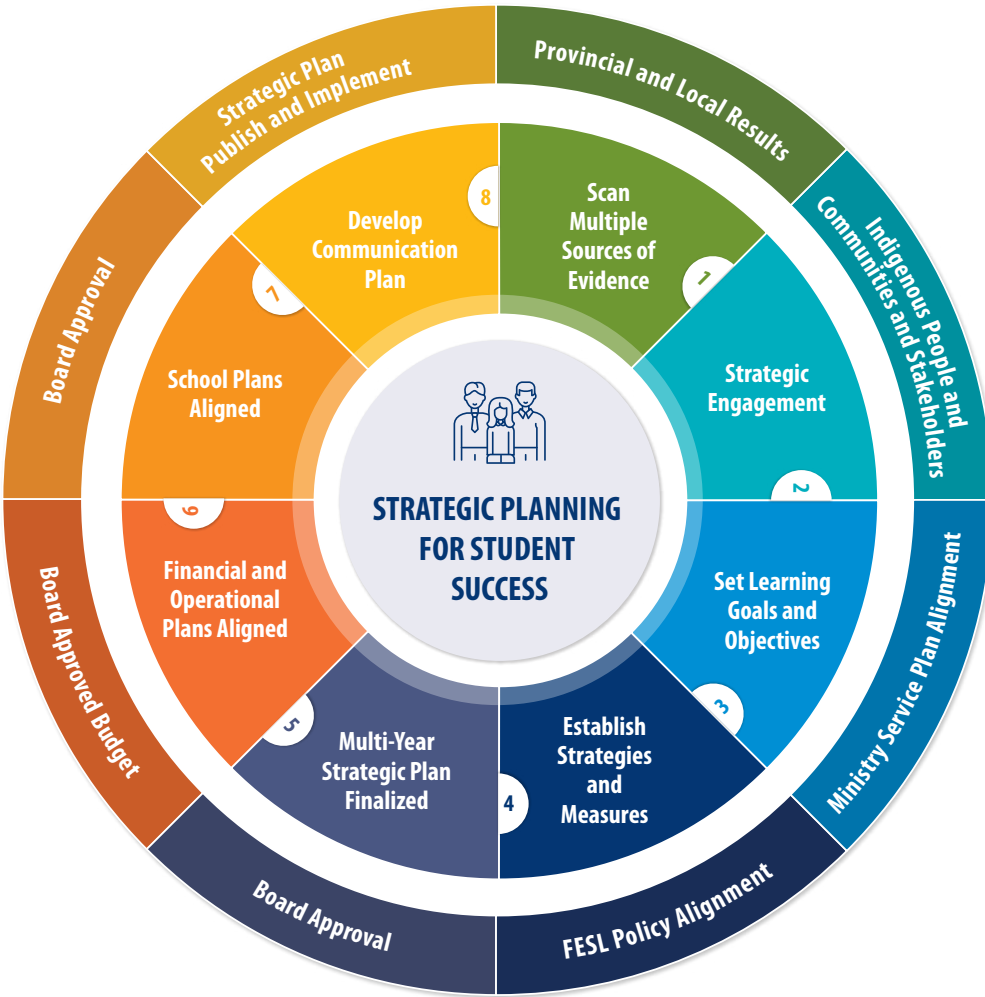 STRATEGIC PLANNING
FOR STUDENT
SUCCESS
Provincial and Local Results
Scan
Multiple
Sources of
Evidence
1
Indigenous People and
Communities and Stakeholders
Strategic
Engagement
2
Ministry Service Plan Alignment
Set Learning
Goals and
Objectives
3
FESL Policy Alignment
Establish
Strategies
and
Measures
4
Board Approval
Multi-Year
Strategic Plan
Finalized
5
Board Approved Budget
Financial and
Operational
Plans Aligned
6
Board Approval
School Plans
Aligned
7
Strategic Plan
Publish and Implement
Develop
Communication
Plan
8